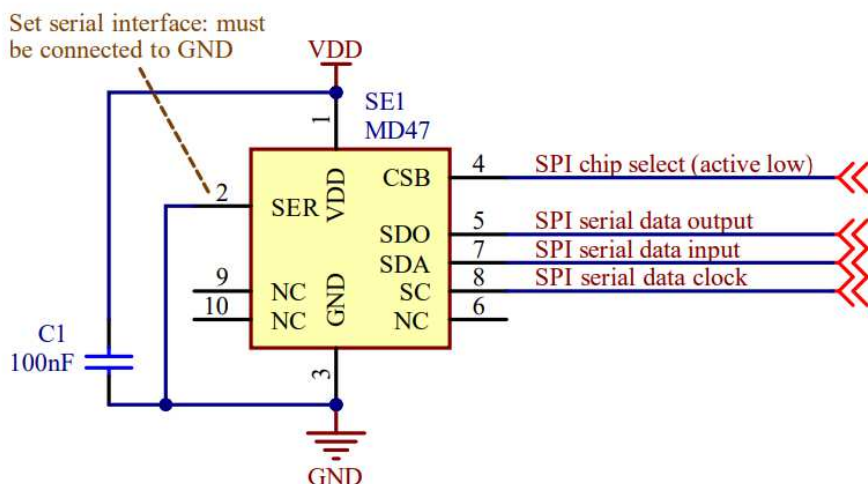 Set serial interface: must
be connected to GND
VDD
SE1
MD47
1
2
SER
VDD
CSB
4
SPI chip select (active low)
SDO
5
SPI serial data output
SDA
7
SPI serial data input
9
NC
SC
8
SPI serial data clock
10
NC
GND
NC
6
C1
100nF
3
GND